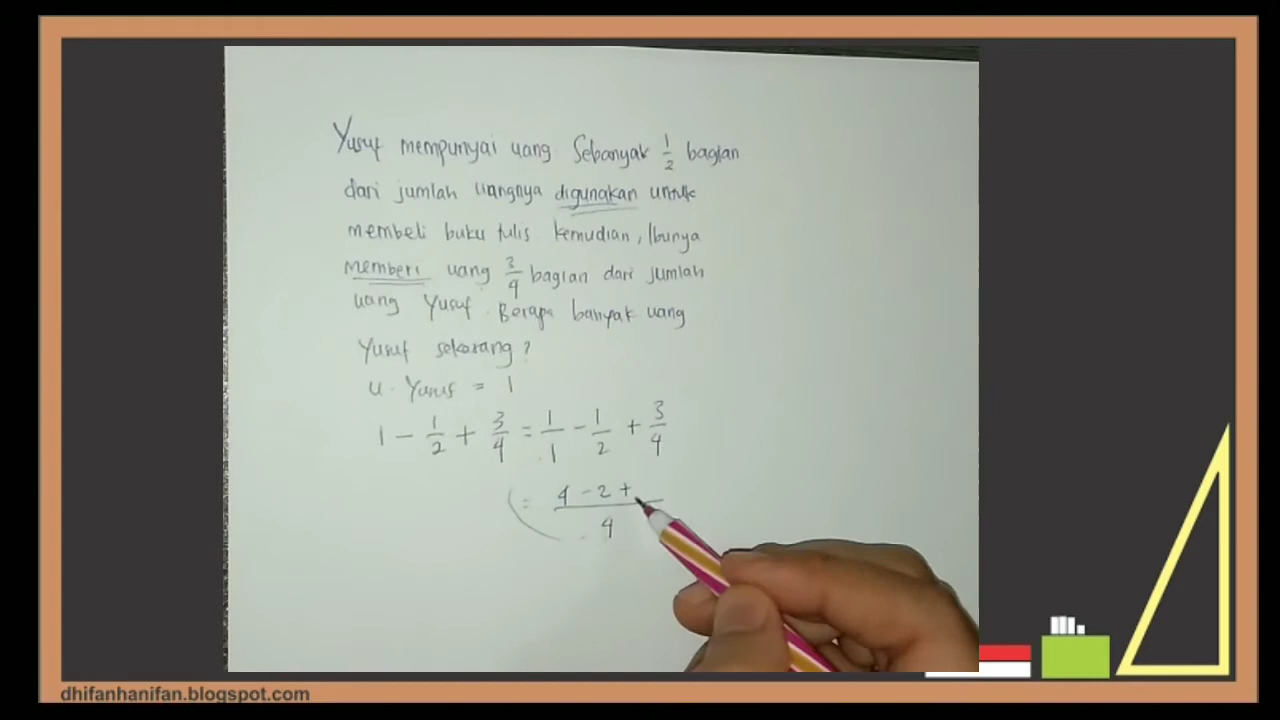 Yusuf mempunyai uang Sebanyak 1/2 bagian
dari jumlah uangnya digunakan untuk
membeli buku tulis kemudian, Ibunya
memberi uang 3/4 bagian dari jumlah
uang Yusuf. Berapa banyak uang
Yusuf sekarang?
U. Yusuf = 1
1 - 1/2 + 3/4 = 1/1 - 1/2 + 3/4
= 4 - 2 + / 4
dhifanhanifan.blogspot.com